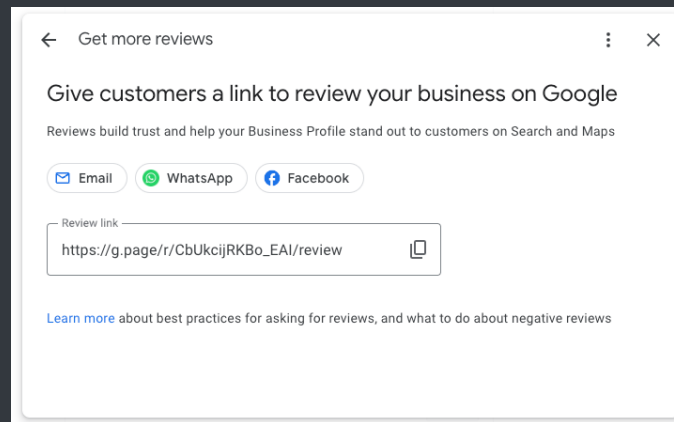 Get more reviews
Give customers a link to review your business on Google
Reviews build trust and help your Business Profile stand out to customers on Search and Maps
Email WhatsApp Facebook
Review link
https://g.page/r/CbUkcijRKBo_EAI/review
Learn more about best practices for asking for reviews, and what to do about negative reviews